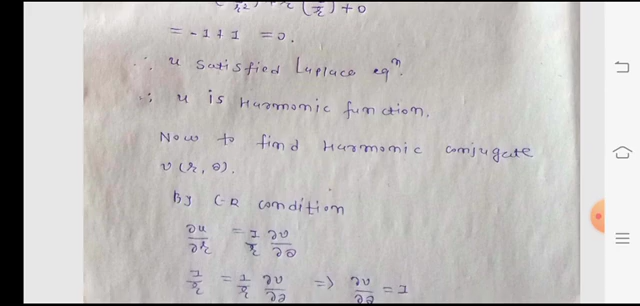 = -1 + 1 = 0.
∴ u satisfied Laplace eqⁿ.
∴ u is Harmonic function.
Now to find Harmonic conjugate
v(r, θ).
By C-R condition
∂u/∂r = 1/r ∂v/∂θ
1/r = 1/r ∂v/∂θ => ∂v/∂θ = 1